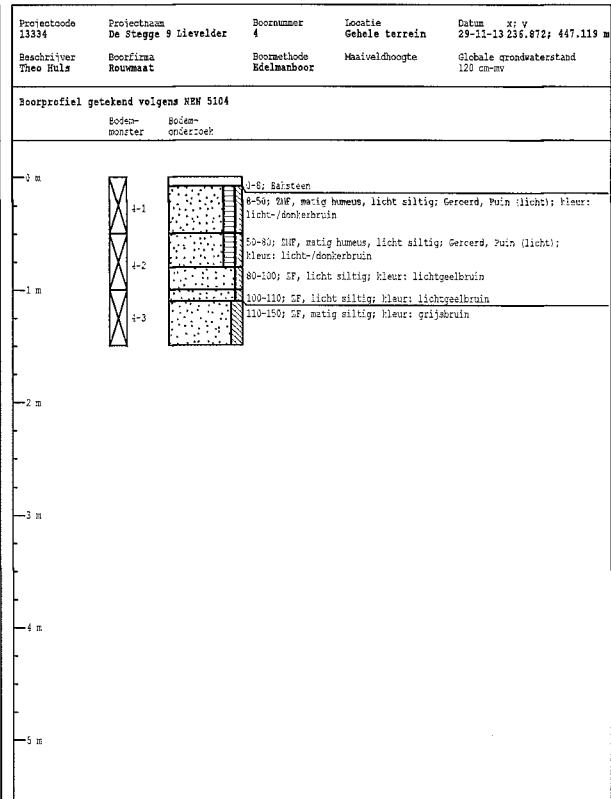 Projectcode Projectnaam Boornummer Locatie Datum x; y
13334 De Stegge 9 Lievelder 4 Gehele terrein 29-11-13 236.872; 447.119 m
Beschrijver Boorfirma Boormethode Maaiveldhoogte Globale grondwaterstand
Theo Huls Rouwmaat Edelmanboor 120 cm-mv
Boorprofiel getekend volgens NEN 5104
Bodem- Bodem-
monster onderzoek
0 m
0-8; Baksteen
4-1
8-50; ZMF, matig humeus, licht siltig; Geroerd, Puin (licht); kleur:
licht-/donkerbruin
50-80; ZMF, matig humeus, licht siltig; Geroerd, Puin (licht);
kleur: licht-/donkerbruin
4-2
80-100; ZF, licht siltig; kleur: lichtgeelbruin
1 m
100-110; ZF, licht siltig; kleur: lichtgeelbruin
4-3
110-150; ZF, matig siltig; kleur: grijsbruin
2 m
3 m
4 m
5 m